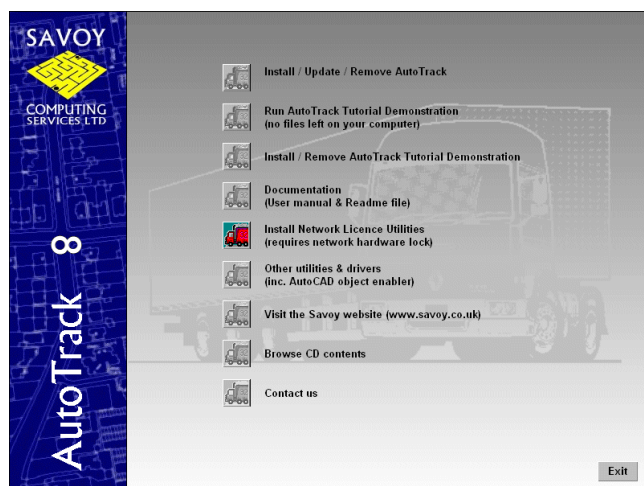 SAVOY
COMPUTING
SERVICES LTD
AutoTrack 8
Install / Update / Remove AutoTrack
Run AutoTrack Tutorial Demonstration
(no files left on your computer)
Install / Remove AutoTrack Tutorial Demonstration
Documentation
(User manual & Readme file)
Install Network Licence Utilities
(requires network hardware lock)
Other utilities & drivers
(inc. AutoCAD object enabler)
Visit the Savoy website (www.savoy.co.uk)
Browse CD contents
Contact us
Exit